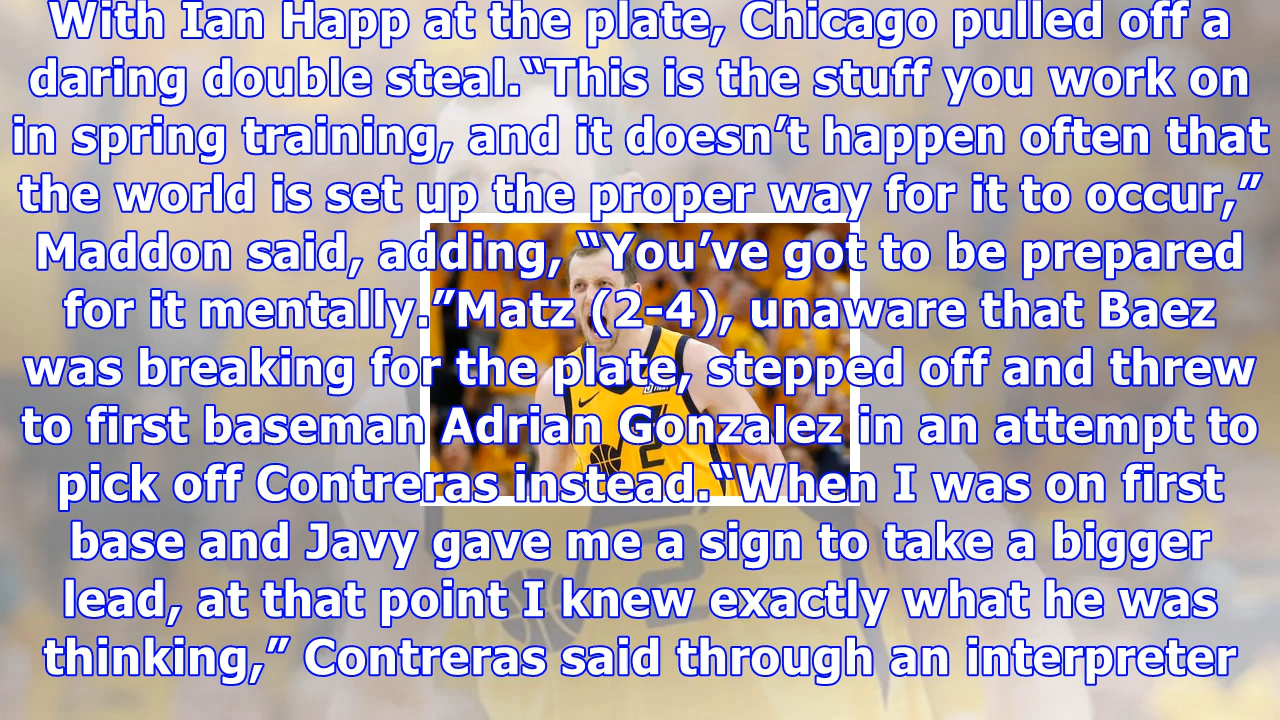 With Ian Happ at the plate, Chicago pulled off a
daring double steal.“This is the stuff you work on
in spring training, and it doesn’t happen often that
the world is set up the proper way for it to occur,”
Maddon said, adding, “You’ve got to be prepared
for it mentally.”Matz (2-4), unaware that Baez
was breaking for the plate, stepped off and threw
to first baseman Adrian Gonzalez in an attempt to
pick off Contreras instead.“When I was on first
base and Javy gave me a sign to take a bigger
lead, at that point I knew exactly what he was
thinking,” Contreras said through an interpreter
2
2